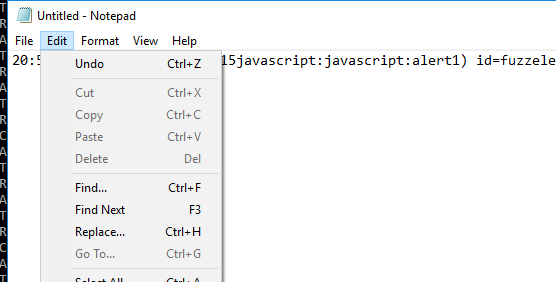 Untitled - Notepad
File Edit Format View Help
20:5 15javascript:javascript:alert1) id=fuzzele
Undo Ctrl+Z
Cut Ctrl+X
Copy Ctrl+C
Paste Ctrl+V
Delete Del
Find... Ctrl+F
Find Next F3
Replace... Ctrl+H
Go To... Ctrl+G
Select All Ctrl+A